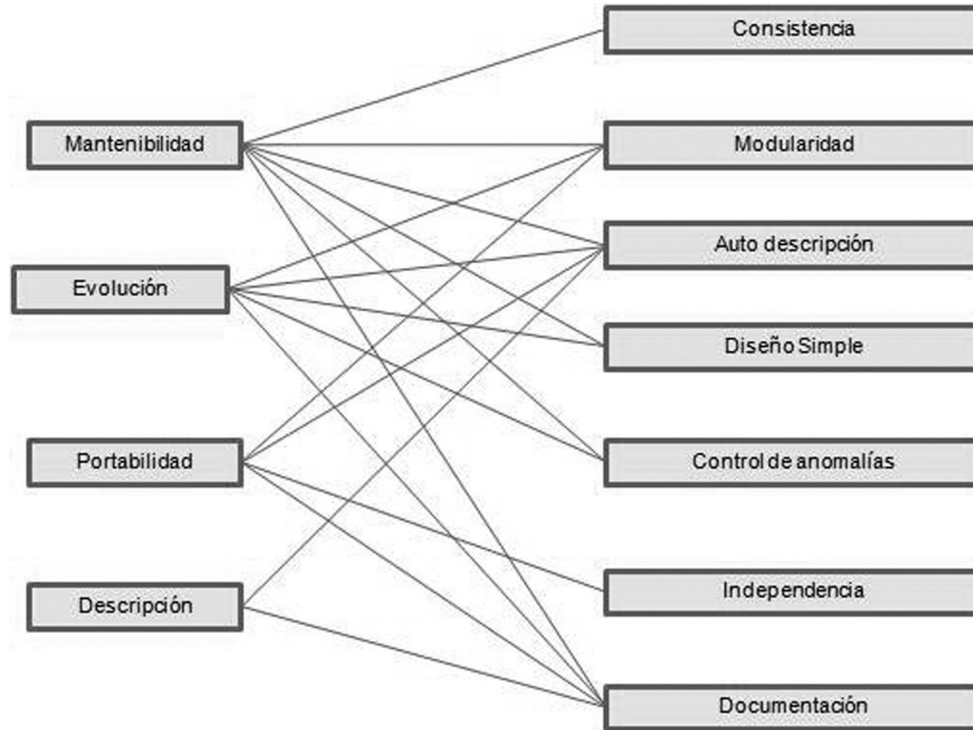 Consistencia
Mantenibilidad
Modularidad
Auto descripción
Evolución
Diseño Simple
Portabilidad
Control de anomalías
Descripción
Independencia
Documentación